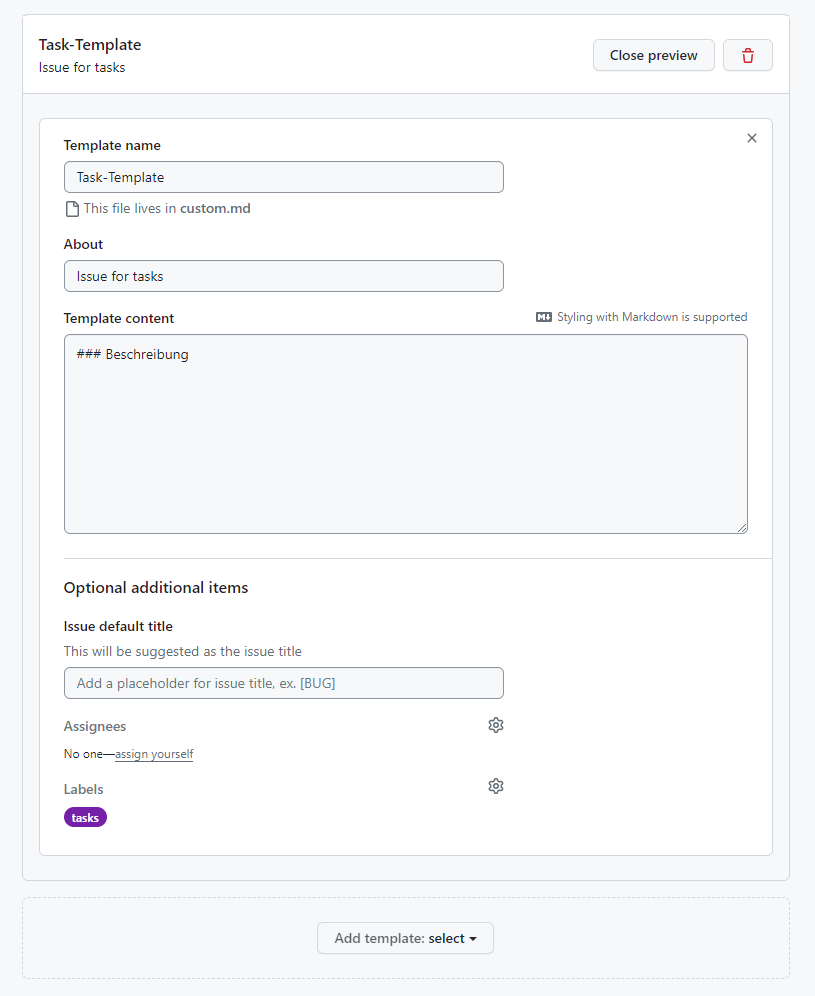 Task-Template
Issue for tasks
Close preview
Template name
Task-Template
This file lives in custom.md
About
Issue for tasks
Template content
Styling with Markdown is supported
### Beschreibung
Optional additional items
Issue default title
This will be suggested as the issue title
Add a placeholder for issue title, ex. [BUG]
Assignees
No one—assign yourself
Labels
tasks
Add template: select